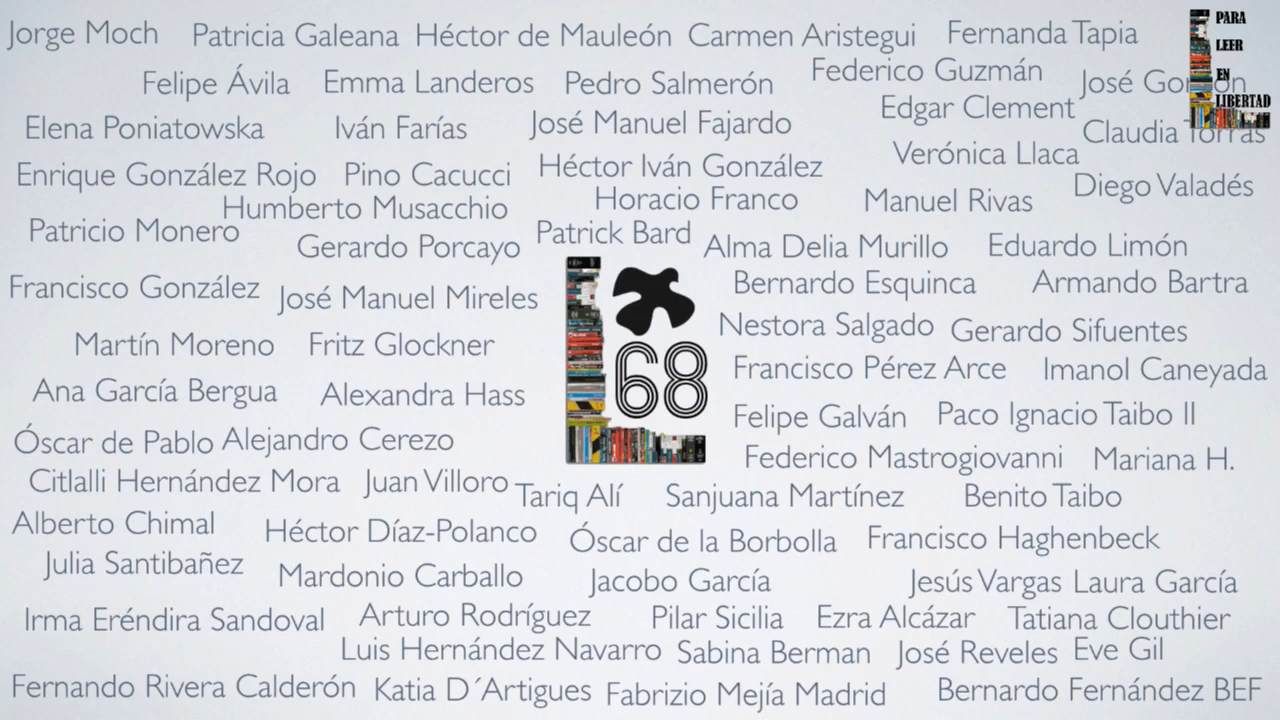 Jorge Moch Patricia Galeana Héctor de Mauleón Carmen Aristegui Fernanda Tapia
PARA
LEER
EN
LIBERTAD
Felipe Ávila Emma Landeros Pedro Salmerón Federico Guzmán José Gordon
Elena Poniatowska Iván Farías José Manuel Fajardo Edgar Clement Claudia Torras
Enrique González Rojo Pino Cacucci Héctor Iván González Verónica Llaca
Humberto Musacchio Horacio Franco Manuel Rivas Diego Valadés
Patricio Monero Gerardo Porcayo Patrick Bard Alma Delia Murillo Eduardo Limón
Francisco González José Manuel Mireles Bernardo Esquinca Armando Bartra
Martín Moreno Fritz Glockner Nestora Salgado Gerardo Sifuentes
68
Francisco Pérez Arce Imanol Caneyada
Ana García Bergua Alexandra Hass Felipe Galván Paco Ignacio Taibo II
Óscar de Pablo Alejandro Cerezo Federico Mastrogiovanni Mariana H.
Citlalli Hernández Mora Juan Villoro Tariq Alí Sanjuana Martínez Benito Taibo
Alberto Chimal Héctor Díaz-Polanco Óscar de la Borbolla Francisco Haghenbeck
Julia Santibañez Mardonio Carballo Jacobo García Jesús Vargas Laura García
Irma Eréndira Sandoval Arturo Rodríguez Pilar Sicilia Ezra Alcázar Tatiana Clouthier
Luis Hernández Navarro Sabina Berman José Reveles Eve Gil
Fernando Rivera Calderón Katia D´Artigues Fabrizio Mejía Madrid Bernardo Fernández BEF